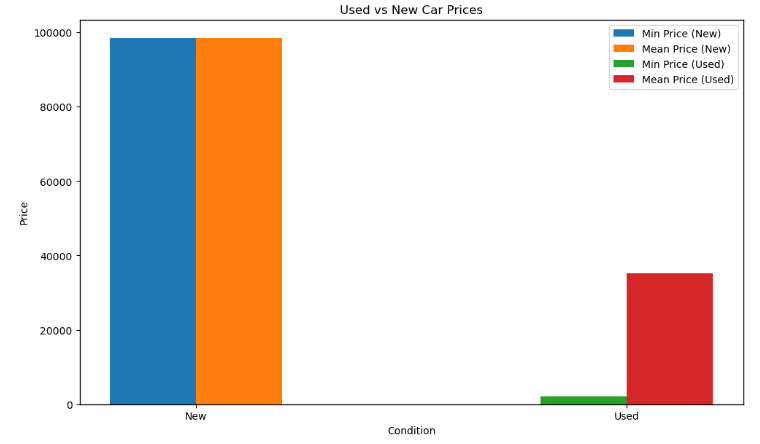 Used vs New Car Prices
Min Price (New)
Mean Price (New)
Min Price (Used)
Mean Price (Used)
100000
80000
60000
40000
20000
0
Price
New
Used
Condition